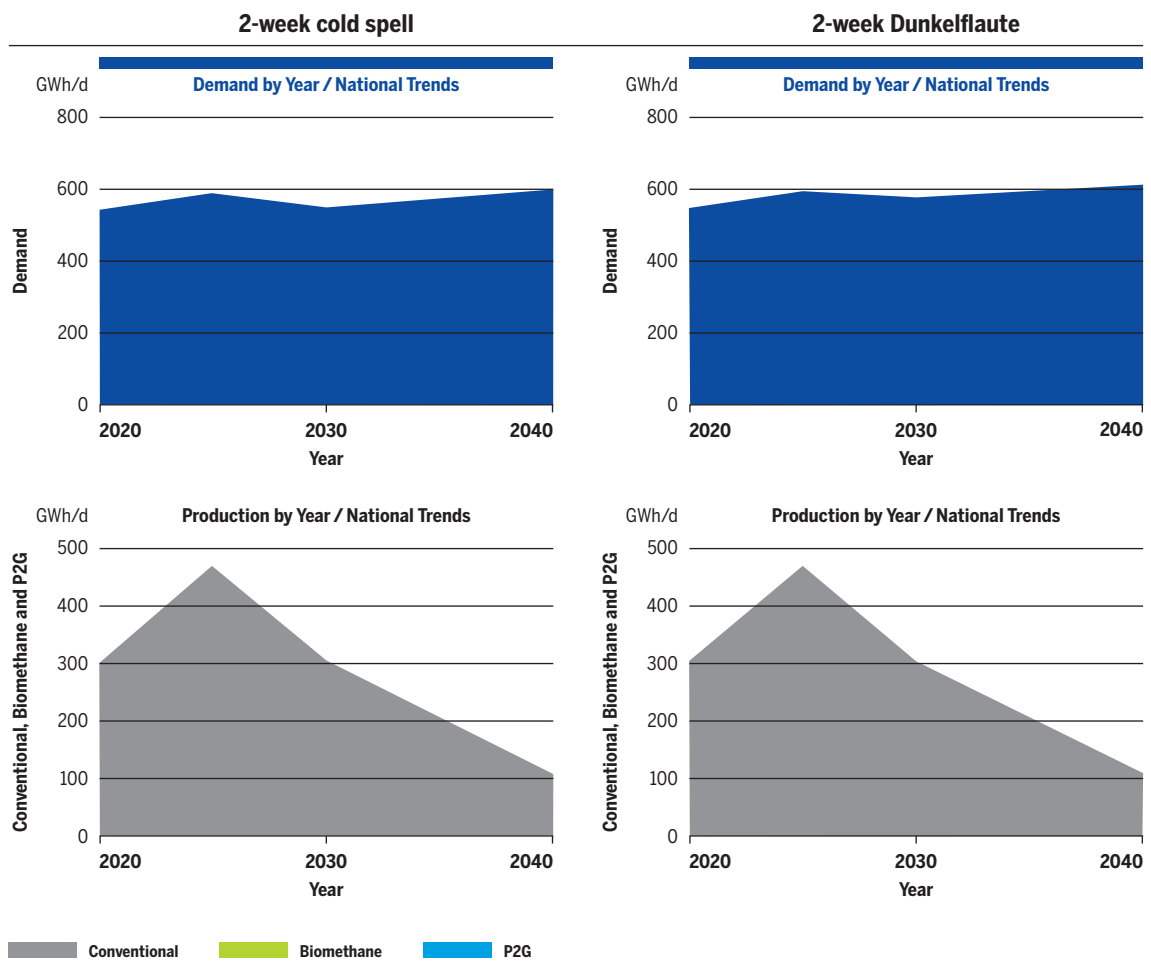 2-week cold spell
2-week Dunkelflaute
GWh/d
Demand by Year / National Trends
800
600
400
200
0
Demand
2020
2030
2040
Year
GWh/d
Demand by Year / National Trends
800
600
400
200
0
Demand
2020
2030
2040
Year
GWh/d
Production by Year / National Trends
500
400
300
200
100
0
Conventional, Biomethane and P2G
2020
2030
2040
Year
GWh/d
Production by Year / National Trends
500
400
300
200
100
0
Conventional, Biomethane and P2G
2020
2030
2040
Year
Conventional
Biomethane
P2G